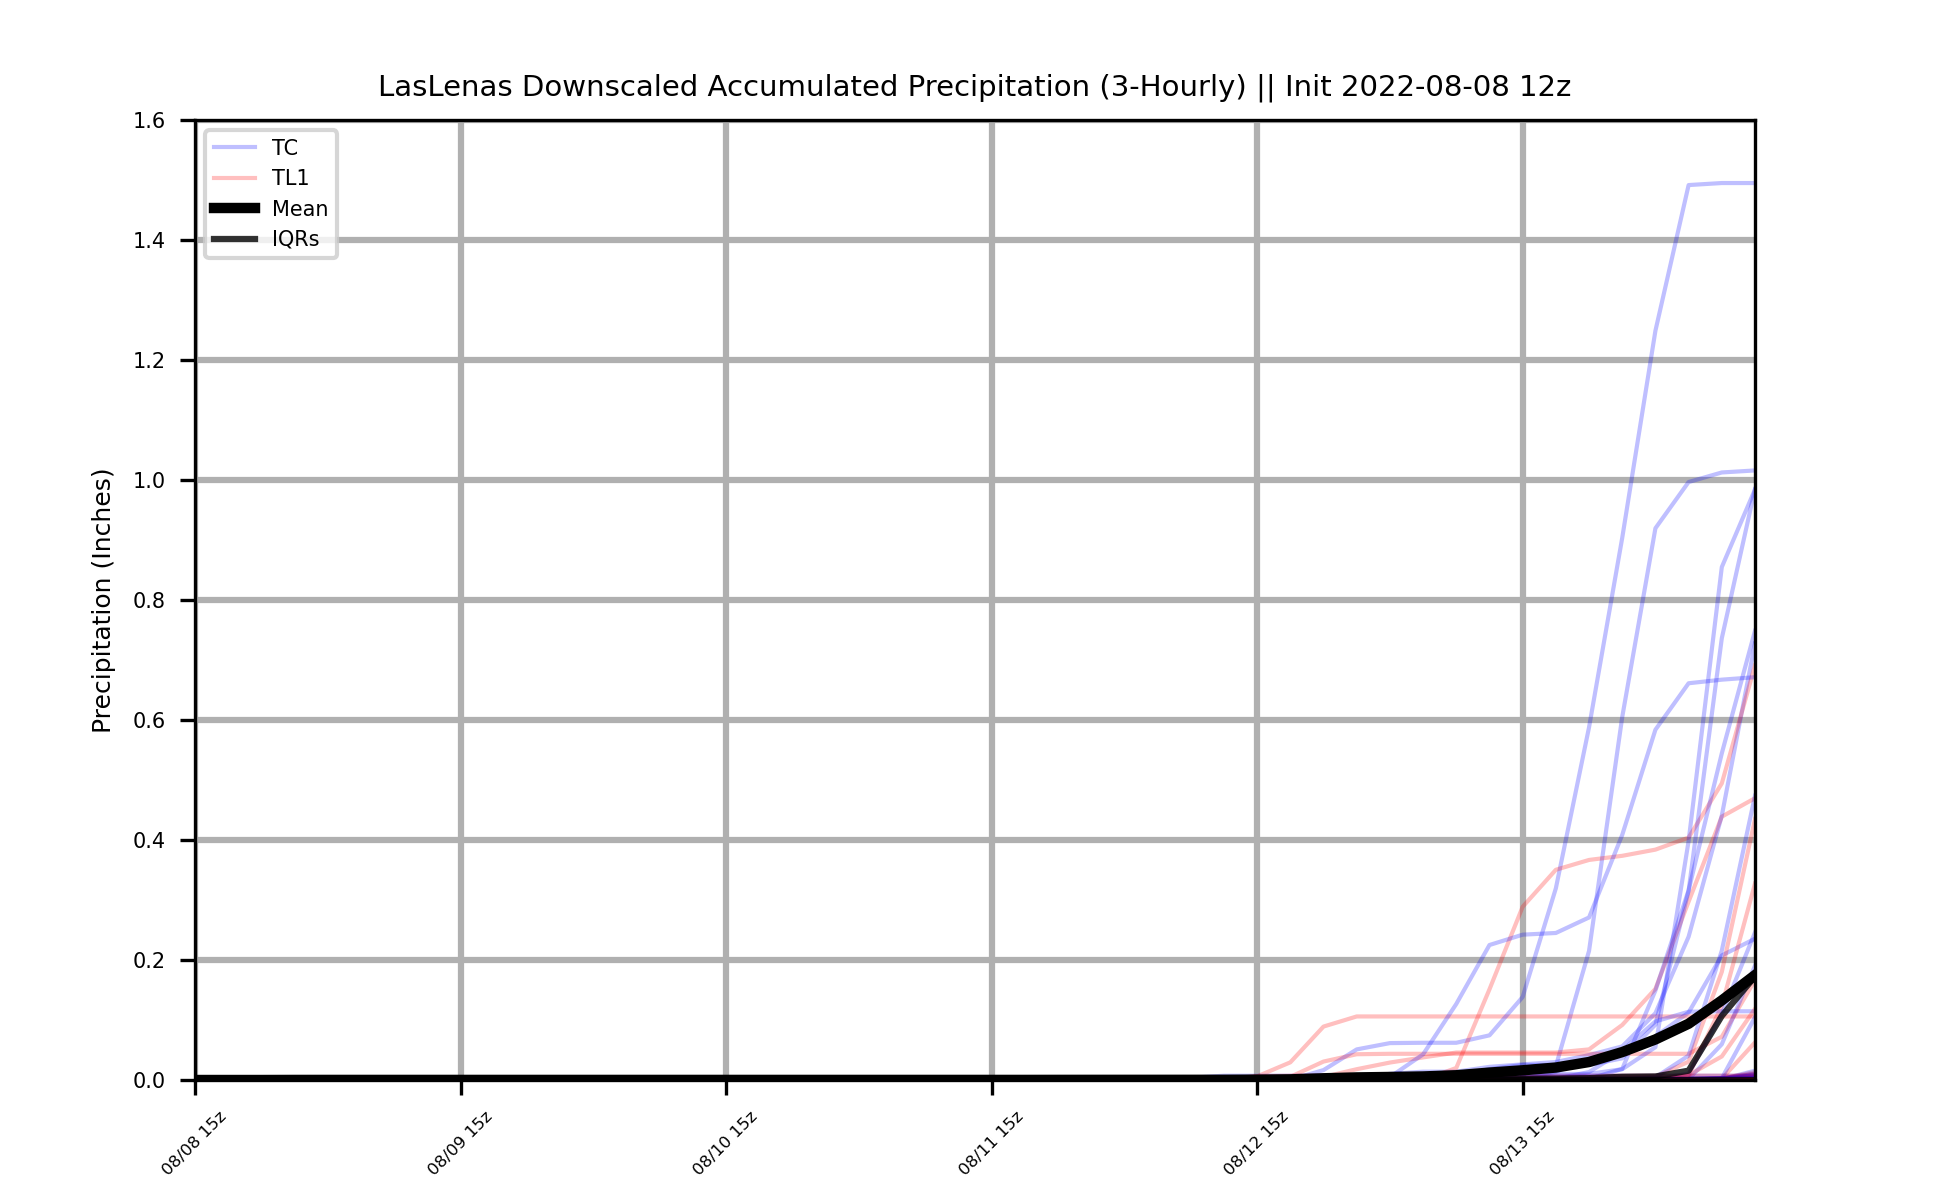 LasLenas Downscaled Accumulated Precipitation (3-Hourly) || Init 2022-08-08 12z
TC
TL1
Mean
IQRs
Precipitation (Inches)
1.6
1.4
1.2
1.0
0.8
0.6
0.4
0.2
0.0
08/08 15z
08/09 15z
08/10 15z
08/11 15z
08/12 15z
08/13 15z